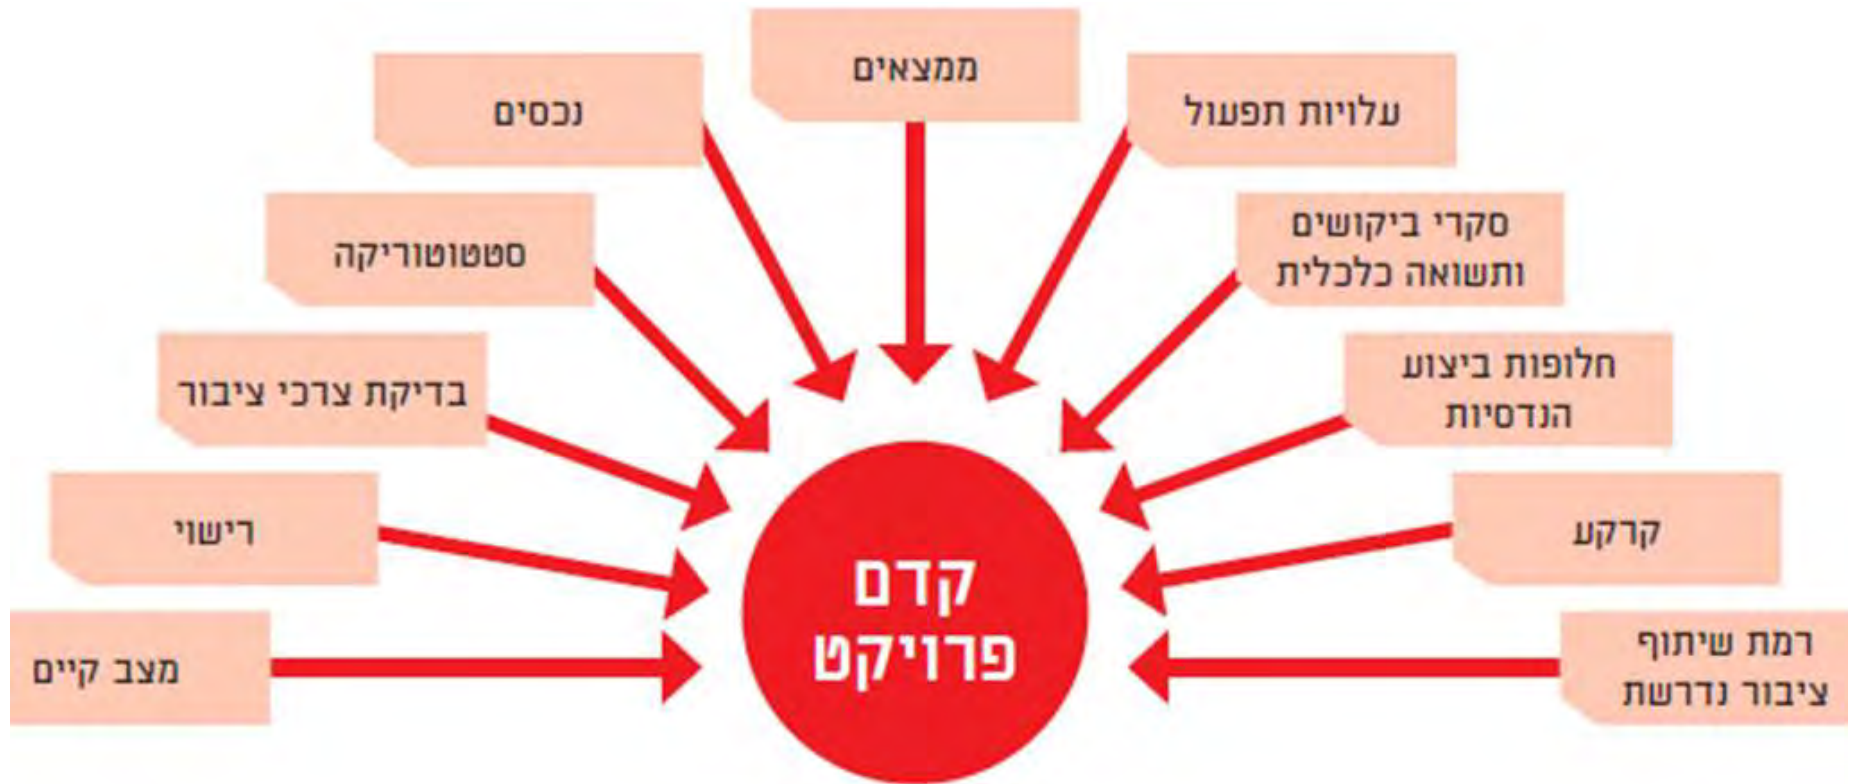 ממצאים
עלויות תפעול
נכסים
סקרי ביקושים
ותשואה כלכלית
סטטוטוריקה
חלופות ביצוע
הנדסיות
בדיקת צרכי ציבור
קרקע
רישוי
רמת שיתוף
ציבור נדרשת
מצב קיים
קדם
פרויקט